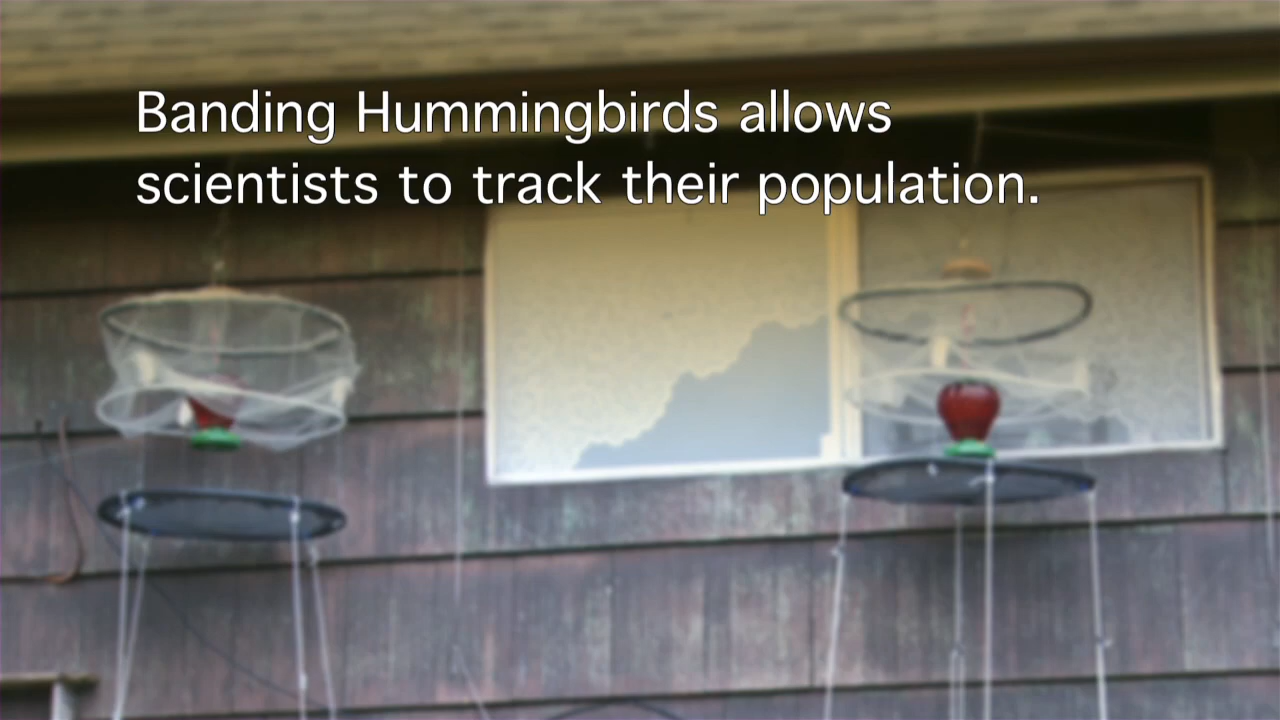 Banding Hummingbirds allows
scientists to track their population.